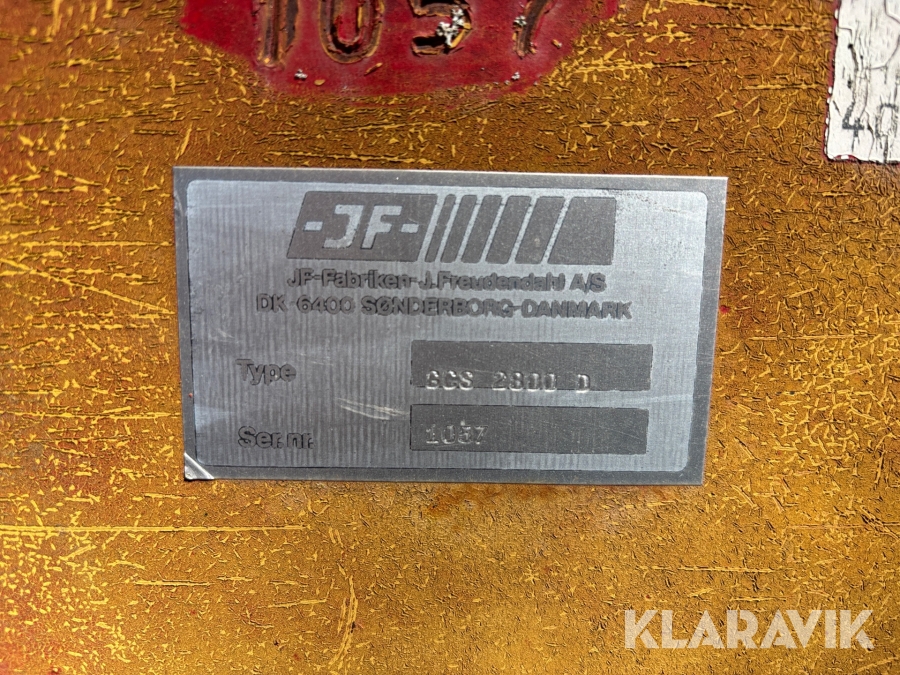 1057
-JF-
JF-Fabriken-J.Freudendahl A/S
DK-6400 SØNDERBORG-DANMARK
Type GCS 2800 D
Ser.nr. 1057
KLARAVIK